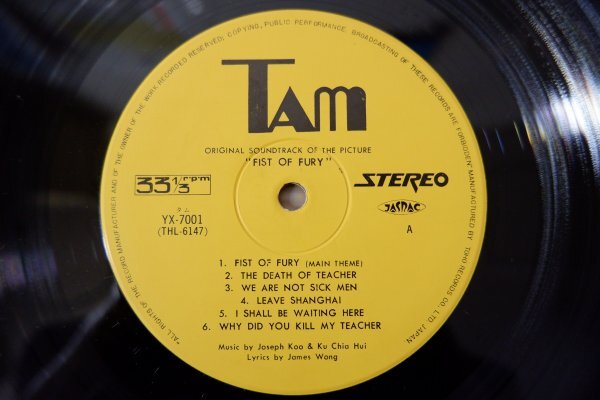 "ALL RIGHTS OF THE RECORD MANUFACTURER AND OF THE OWNER OF THE WORK RECORDED RESERVED; COPYING, PUBLIC PERFORMANCE, BROADCASTING OF THESE RECORDS ARE FORBIDDEN" MANUFACTURED BY TOHO RECORDS CO., LTD. JAPAN
TAM
ORIGINAL SOUNDTRACK OF THE PICTURE
"FIST OF FURY"
33 1/3 rpm
STEREO
YX-7001
(THL-6147)
JASRAC
A
1. FIST OF FURY (MAIN THEME)
2. THE DEATH OF TEACHER
3. WE ARE NOT SICK MEN
4. LEAVE SHANGHAI
5. I SHALL BE WAITING HERE
6. WHY DID YOU KILL MY TEACHER
Music by Joseph Koo & Ku Chia Hui
Lyrics by James Wong